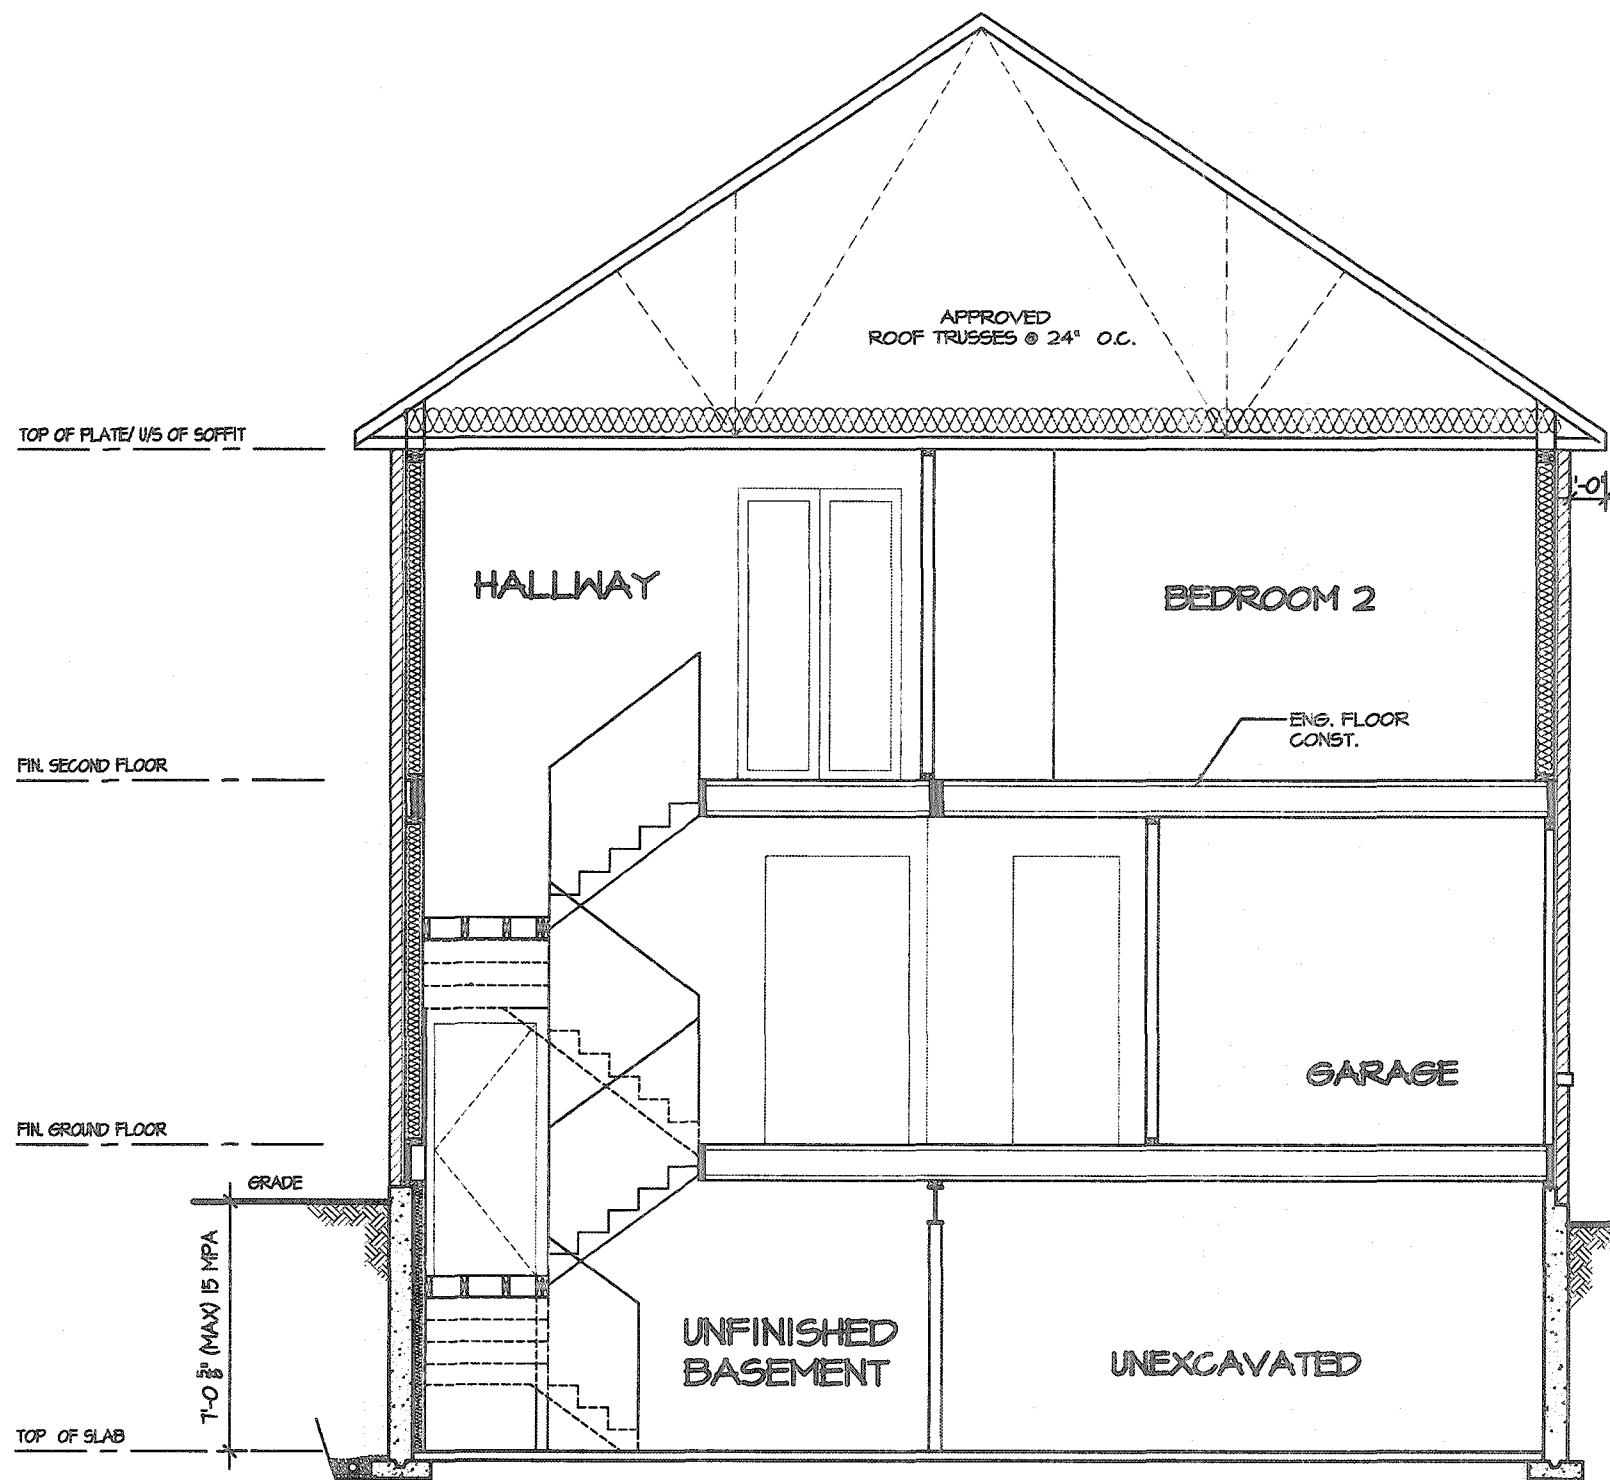 APPROVED
ROOF TRUSSES @ 24" O.C.
TOP OF PLATE/ U/S OF SOFFIT
HALLWAY
BEDROOM 2
ENG. FLOOR
CONST.
FIN. SECOND FLOOR
GARAGE
FIN. GROUND FLOOR
GRADE
7'-0 5/8" (MAX) 15 MPA
UNFINISHED
BASEMENT
UNEXCAVATED
TOP OF SLAB